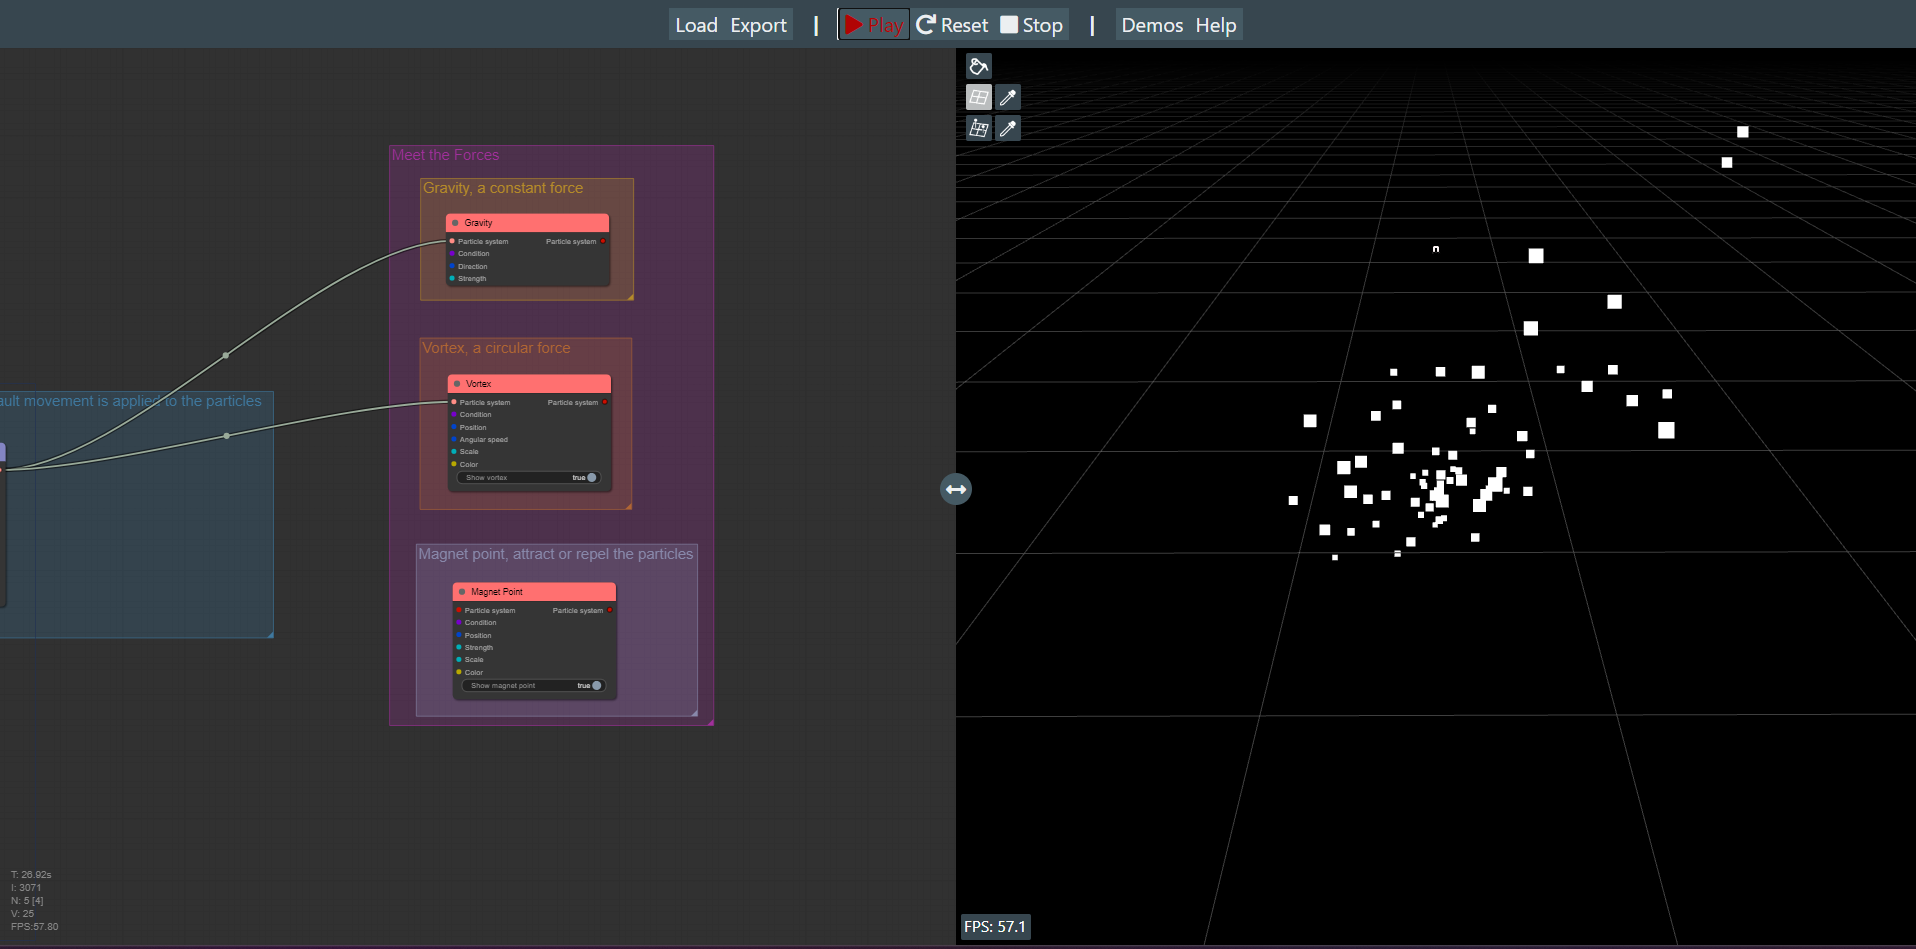 Load Export | Play Reset Stop | Demos Help
Meet the Forces
Gravity, a constant force
Gravity
Particle system Particle system
Condition
Direction
Strength
Vortex, a circular force
Vortex
Particle system Particle system
Condition
Position
Angular speed
Scale
Color
Show vortex true
ault movement is applied to the particles
Magnet point, attract or repel the particles
Magnet Point
Particle system Particle system
Condition
Position
Strength
Scale
Color
Show magnet point true
T: 26.92s
I: 3071
N: 5 [4]
V: 25
FPS:57.80
FPS: 57.1